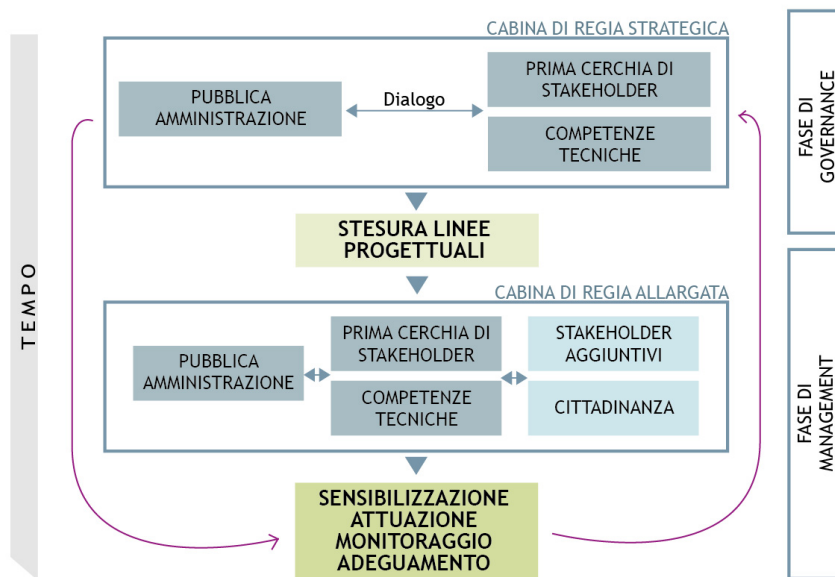 CABINA DI REGIA STRATEGICA
PUBBLICA
AMMINISTRAZIONE
Dialogo
PRIMA CERCHIA DI
STAKEHOLDER
COMPETENZE
TECNICHE
STESURA LINEE
PROGETTUALI
CABINA DI REGIA ALLARGATA
PUBBLICA
AMMINISTRAZIONE
PRIMA CERCHIA DI
STAKEHOLDER
COMPETENZE
TECNICHE
STAKEHOLDER
AGGIUNTIVI
CITTADINANZA
SENSIBILIZZAZIONE
ATTUAZIONE
MONITORAGGIO
ADEGUAMENTO
TEMPO
FASE DI
GOVERNANCE
FASE DI
MANAGEMENT